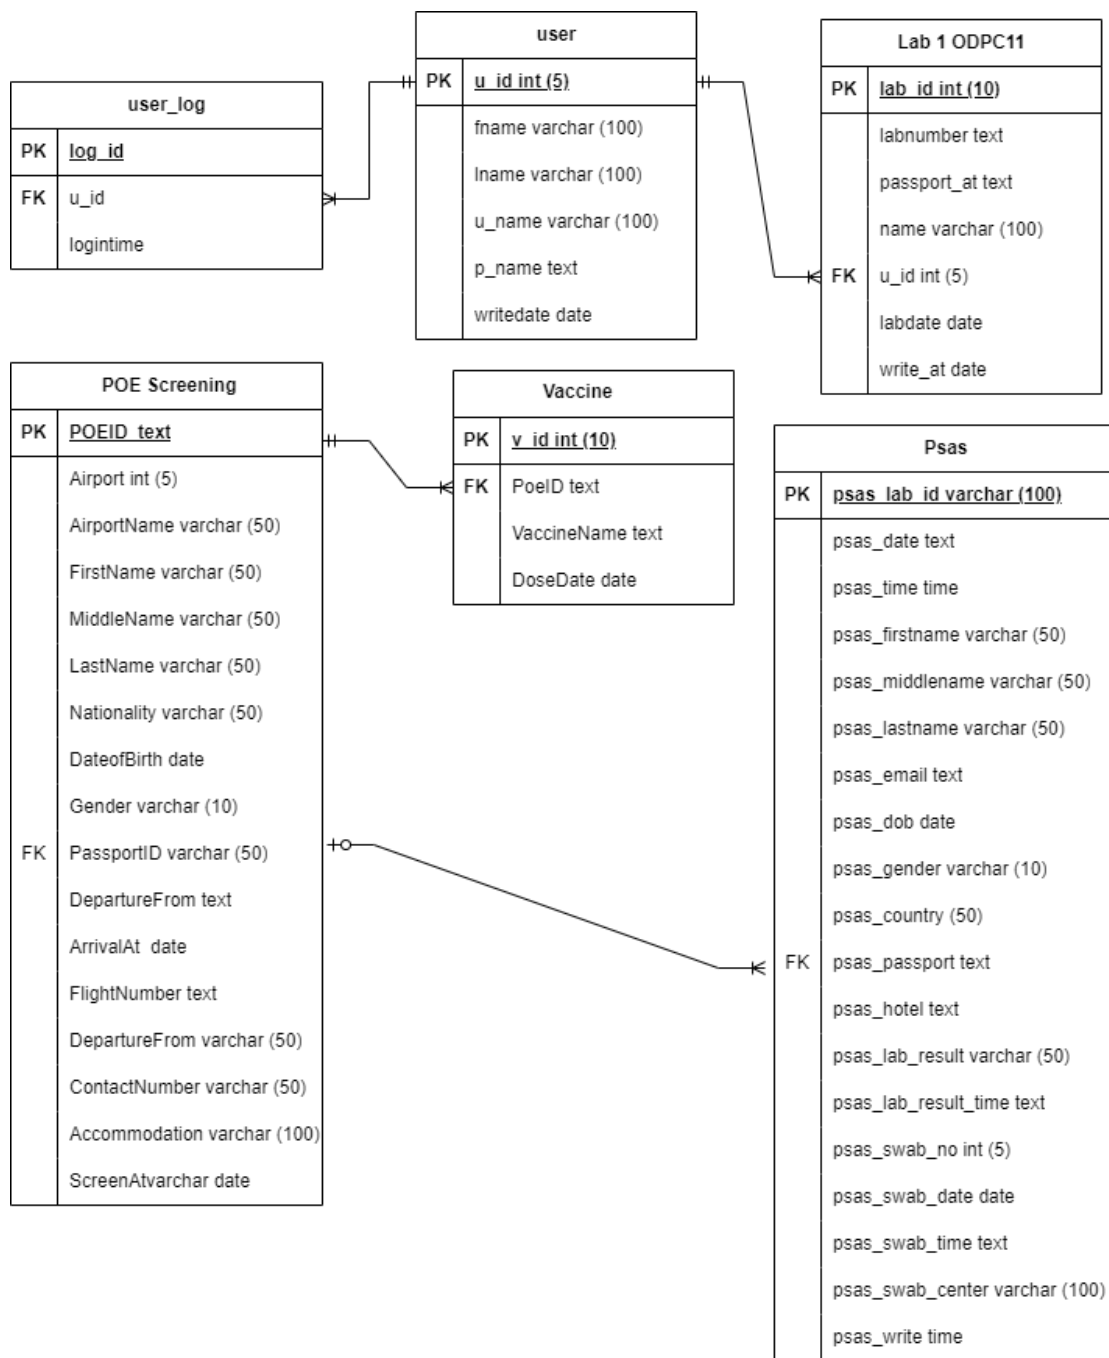 user_log
PK log_id
FK u_id
logintime
user
PK u_id int (5)
fname varchar (100)
lname varchar (100)
u_name varchar (100)
p_name text
writedate date
Lab 1 ODPC11
PK lab_id int (10)
labnumber text
passport_at text
name varchar (100)
FK u_id int (5)
labdate date
write_at date
POE Screening
PK POEID text
Airport int (5)
AirportName varchar (50)
FirstName varchar (50)
MiddleName varchar (50)
LastName varchar (50)
Nationality varchar (50)
DateofBirth date
Gender varchar (10)
FK PassportID varchar (50)
DepartureFrom text
ArrivalAt date
FlightNumber text
DepartureFrom varchar (50)
ContactNumber varchar (50)
Accommodation varchar (100)
ScreenAtvarchar date
Vaccine
PK v_id int (10)
FK PoeID text
VaccineName text
DoseDate date
Psas
PK psas_lab_id varchar (100)
psas_date text
psas_time time
psas_firstname varchar (50)
psas_middlename varchar (50)
psas_lastname varchar (50)
psas_email text
psas_dob date
psas_gender varchar (10)
psas_country (50)
FK psas_passport text
psas_hotel text
psas_lab_result varchar (50)
psas_lab_result_time text
psas_swab_no int (5)
psas_swab_date date
psas_swab_time text
psas_swab_center varchar (100)
psas_write time